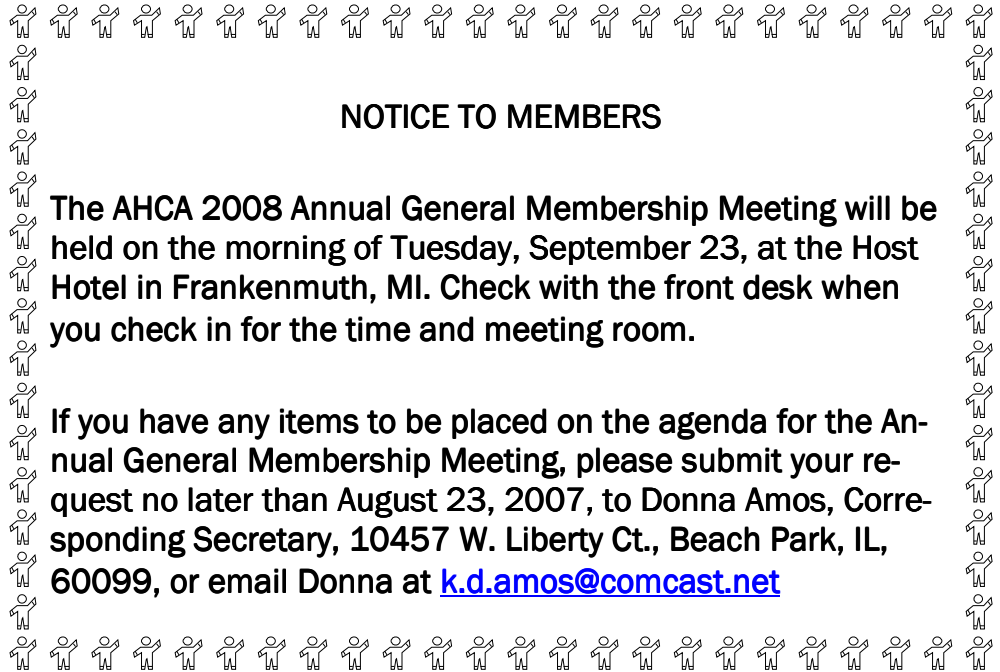 NOTICE TO MEMBERS
The AHCA 2008 Annual General Membership Meeting will be
held on the morning of Tuesday, September 23, at the Host
Hotel in Frankenmuth, MI. Check with the front desk when
you check in for the time and meeting room.
If you have any items to be placed on the agenda for the An-
nual General Membership Meeting, please submit your re-
quest no later than August 23, 2007, to Donna Amos, Corre-
sponding Secretary, 10457 W. Liberty Ct., Beach Park, IL,
60099, or email Donna at k.d.amos@comcast.net